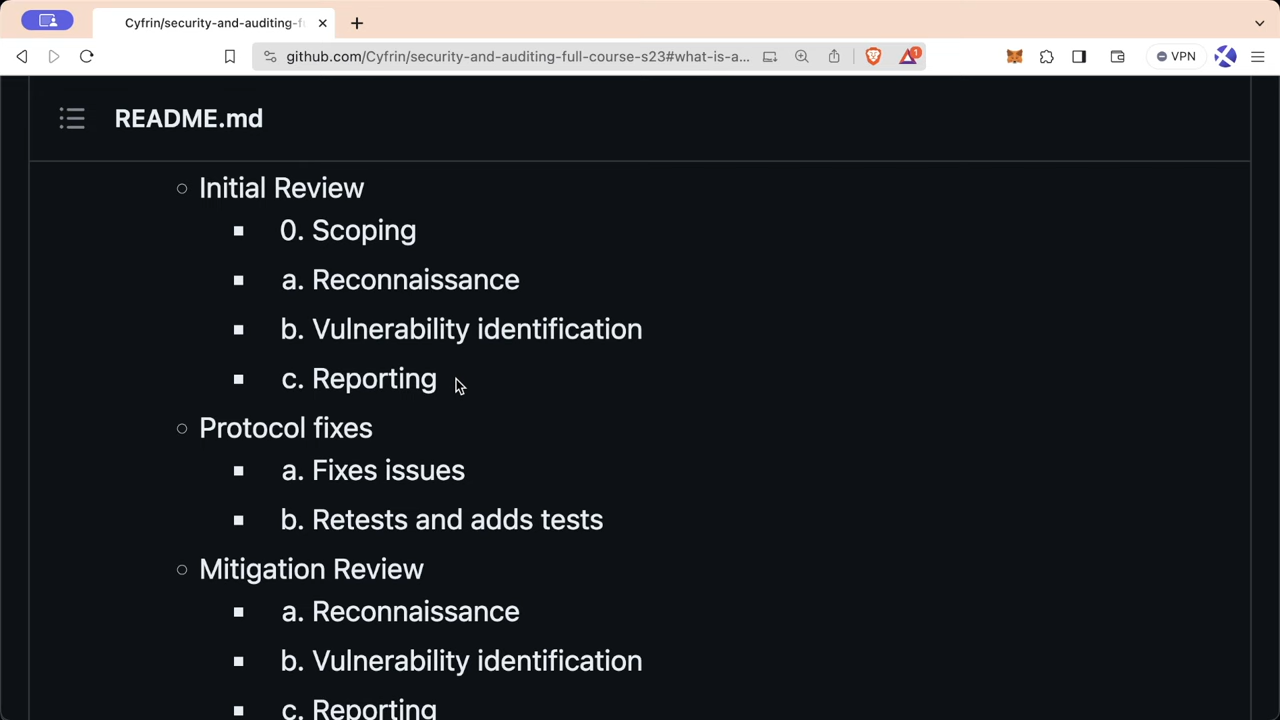 Cyfrin/security-and-auditing-fu
github.com/Cyfrin/security-and-auditing-full-course-s23#what-is-a...
1
VPN
README.md
Initial Review
0. Scoping
a. Reconnaissance
b. Vulnerability identification
c. Reporting
Protocol fixes
a. Fixes issues
b. Retests and adds tests
Mitigation Review
a. Reconnaissance
b. Vulnerability identification
c. Reporting